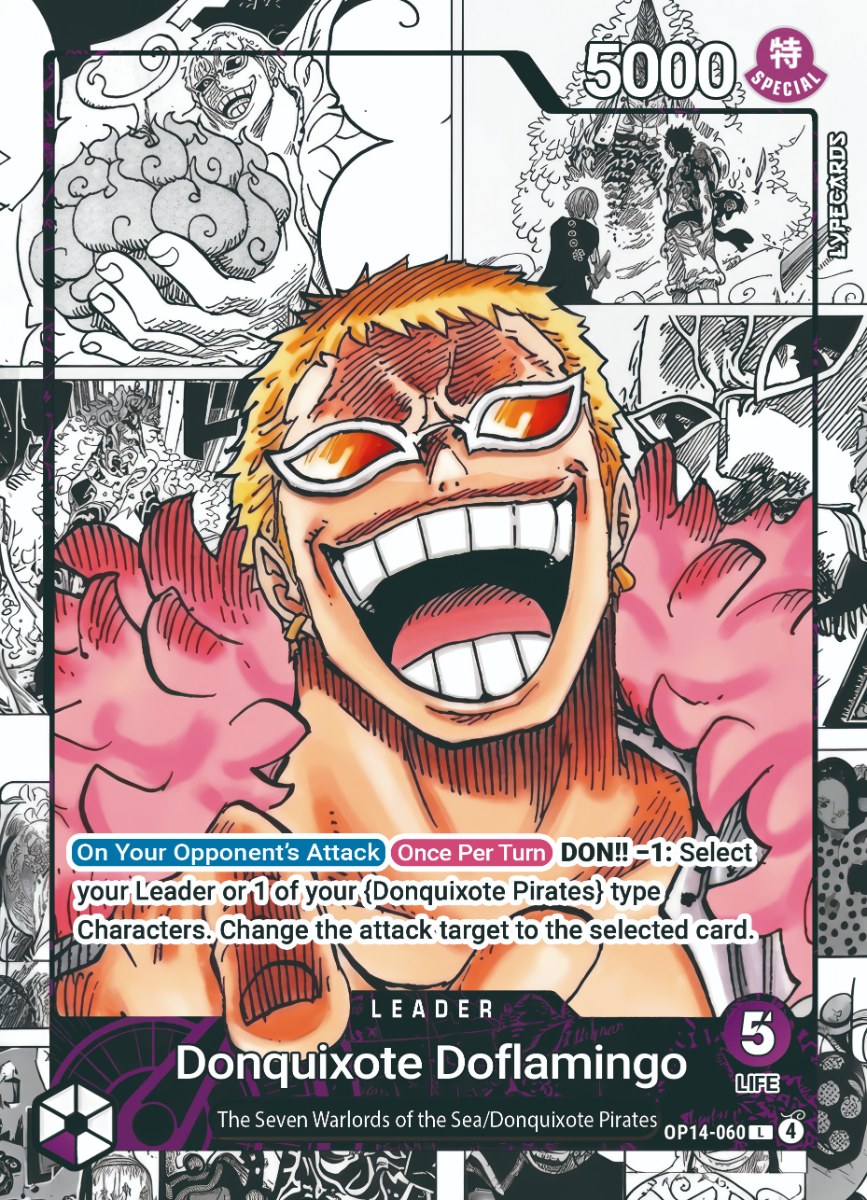 5000
特
SPECIAL
LYPECARDS
On Your Opponent's Attack Once Per Turn DON!! −1: Select
your Leader or 1 of your {Donquixote Pirates} type
Characters. Change the attack target to the selected card.
LEADER
Donquixote Doflamingo
5
LIFE
The Seven Warlords of the Sea/Donquixote Pirates
OP14-060 L 4